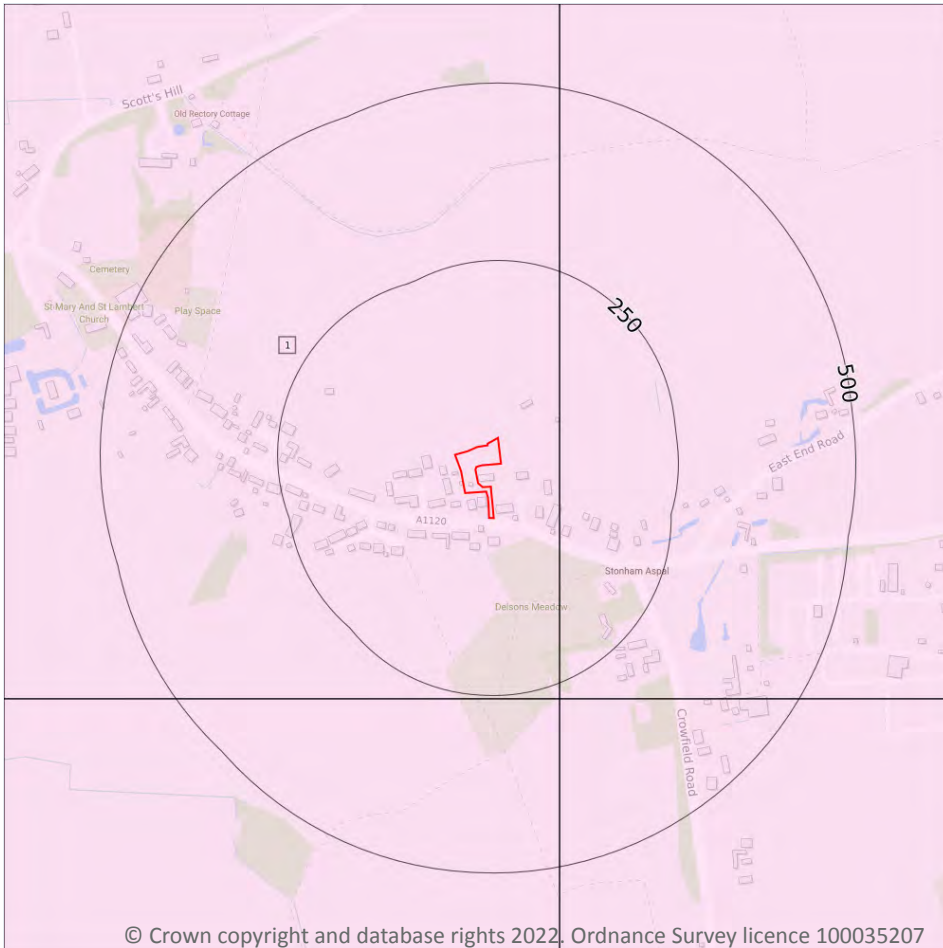 Scott's Hill
Old Rectory Cottage
Cemetery
St Mary And St Lambert
Church
Play Space
1
250
500
East End Road
A1120
Stonham Aspal
Delsons Meadow
Crowfield Road
© Crown copyright and database rights 2022. Ordnance Survey licence 100035207